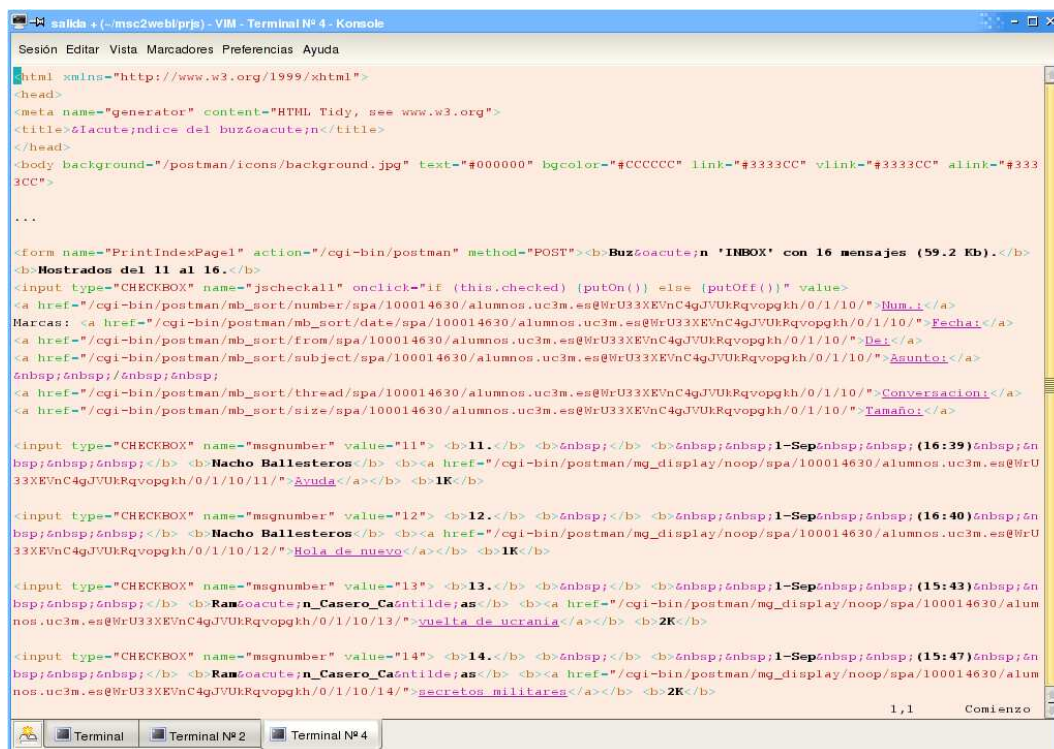 salida + (~/msc2webl/prjs) - VIM - Terminal Nº 4 - Konsole
Sesión Editar Vista Marcadores Preferencias Ayuda
<html xmlns="http://www.w3.org/1999/xhtml">
<head>
<meta name="generator" content="HTML Tidy, see www.w3.org">
<title>&Iacute;ndice del buz&oacute;n</title>
</head>
<body background="/postman/icons/background.jpg" text="#000000" bgcolor="#CCCCCC" link="#3333CC" vlink="#3333CC" alink="#333
3CC">
...
<form name="PrintIndexPage1" action="/cgi-bin/postman" method="POST"><b>Buz&oacute;n 'INBOX' con 16 mensajes (59.2 Kb).</b>
<b>Mostrados del 11 al 16.</b>
<input type="CHECKBOX" name="jscheckall" onclick="if (this.checked) {putOn()} else {putOff()}" value>
<a href="/cgi-bin/postman/mb_sort/number/spa/100014630/alumnos.uc3m.es@WrU33XEVnC4gJVUkRqvopgkh/0/1/10/">Num.:</a>
Marcas: <a href="/cgi-bin/postman/mb_sort/date/spa/100014630/alumnos.uc3m.es@WrU33XEVnC4gJVUkRqvopgkh/0/1/10/">Fecha:</a>
<a href="/cgi-bin/postman/mb_sort/from/spa/100014630/alumnos.uc3m.es@WrU33XEVnC4gJVUkRqvopgkh/0/1/10/">De:</a>
<a href="/cgi-bin/postman/mb_sort/subject/spa/100014630/alumnos.uc3m.es@WrU33XEVnC4gJVUkRqvopgkh/0/1/10/">Asunto:</a>
&nbsp;&nbsp;/&nbsp;&nbsp;
<a href="/cgi-bin/postman/mb_sort/thread/spa/100014630/alumnos.uc3m.es@WrU33XEVnC4gJVUkRqvopgkh/0/1/10/">Conversacion:</a>
<a href="/cgi-bin/postman/mb_sort/size/spa/100014630/alumnos.uc3m.es@WrU33XEVnC4gJVUkRqvopgkh/0/1/10/">Tamaño:</a>
<input type="CHECKBOX" name="msgnumber" value="11"> <b>11.</b> <b>&nbsp;</b> <b>&nbsp;&nbsp;1-Sep&nbsp;&nbsp;(16:39)&nbsp;&n
bsp;&nbsp;&nbsp;</b> <b>Nacho Ballesteros</b> <b><a href="/cgi-bin/postman/mg_display/noop/spa/100014630/alumnos.uc3m.es@WrU
33XEVnC4gJVUkRqvopgkh/0/1/10/11/">Ayuda</a></b> <b>1K</b>
<input type="CHECKBOX" name="msgnumber" value="12"> <b>12.</b> <b>&nbsp;</b> <b>&nbsp;&nbsp;1-Sep&nbsp;&nbsp;(16:40)&nbsp;&n
bsp;&nbsp;&nbsp;</b> <b>Nacho Ballesteros</b> <b><a href="/cgi-bin/postman/mg_display/noop/spa/100014630/alumnos.uc3m.es@WrU
33XEVnC4gJVUkRqvopgkh/0/1/10/12/">Hola de nuevo</a></b> <b>1K</b>
<input type="CHECKBOX" name="msgnumber" value="13"> <b>13.</b> <b>&nbsp;</b> <b>&nbsp;&nbsp;1-Sep&nbsp;&nbsp;(15:43)&nbsp;&n
bsp;&nbsp;&nbsp;</b> <b>Ram&oacute;n_Casero_Ca&ntilde;as</b> <b><a href="/cgi-bin/postman/mg_display/noop/spa/100014630/alum
nos.uc3m.es@WrU33XEVnC4gJVUkRqvopgkh/0/1/10/13/">vuelta de ucrania</a></b> <b>2K</b>
<input type="CHECKBOX" name="msgnumber" value="14"> <b>14.</b> <b>&nbsp;</b> <b>&nbsp;&nbsp;1-Sep&nbsp;&nbsp;(15:47)&nbsp;&n
bsp;&nbsp;&nbsp;</b> <b>Ram&oacute;n_Casero_Ca&ntilde;as</b> <b><a href="/cgi-bin/postman/mg_display/noop/spa/100014630/alum
nos.uc3m.es@WrU33XEVnC4gJVUkRqvopgkh/0/1/10/14/">secretos militares</a></b> <b>2K</b>
1,1 Comienzo
Terminal Terminal Nº 2 Terminal Nº 4